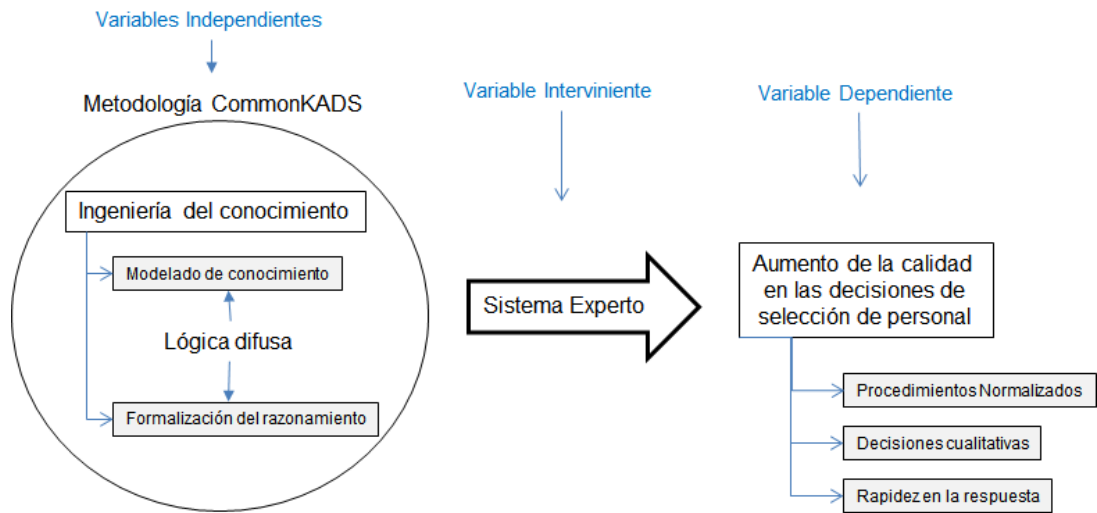 Variables Independientes
Metodología CommonKADS
Ingeniería del conocimiento
Modelado de conocimiento
Lógica difusa
Formalización del razonamiento
Variable Interviniente
Sistema Experto
Variable Dependiente
Aumento de la calidad
en las decisiones de
selección de personal
Procedimientos Normalizados
Decisiones cualitativas
Rapidez en la respuesta